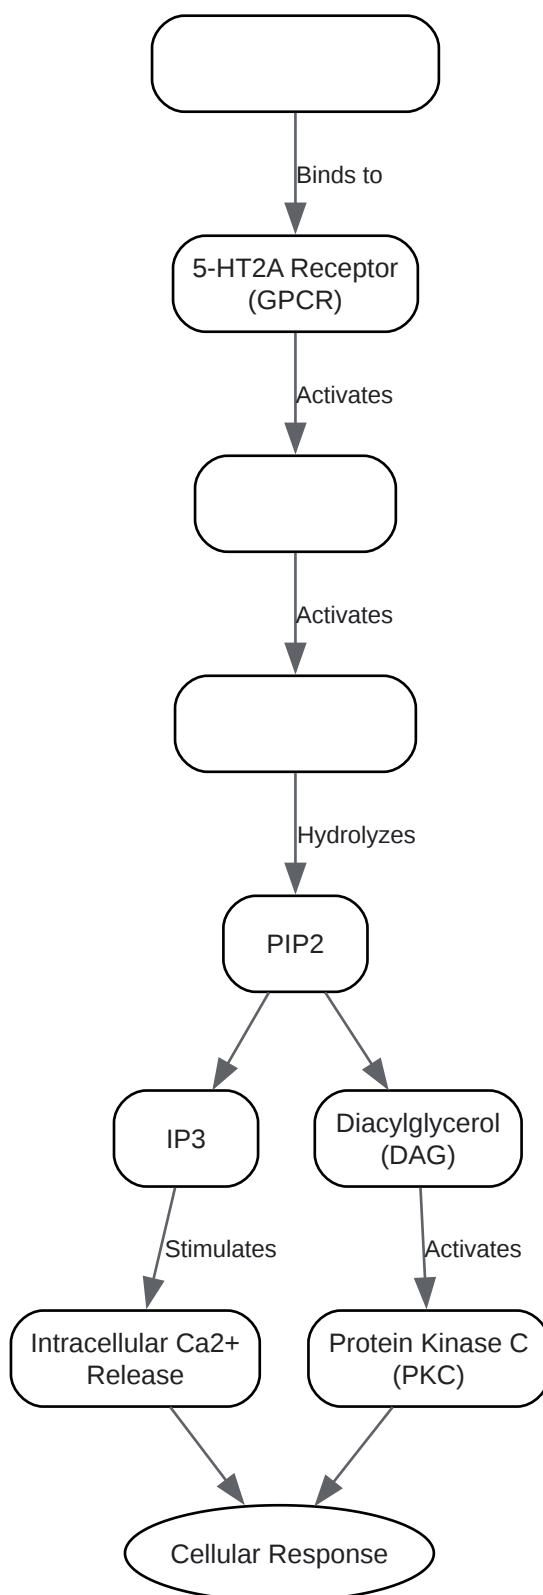 Binds to
5-HT2A Receptor
(GPCR)
Activates
Activates
Hydrolyzes
PIP2
IP3
Diacylglycerol
(DAG)
Stimulates
Activates
Intracellular Ca2+
Release
Protein Kinase C
(PKC)
Cellular Response